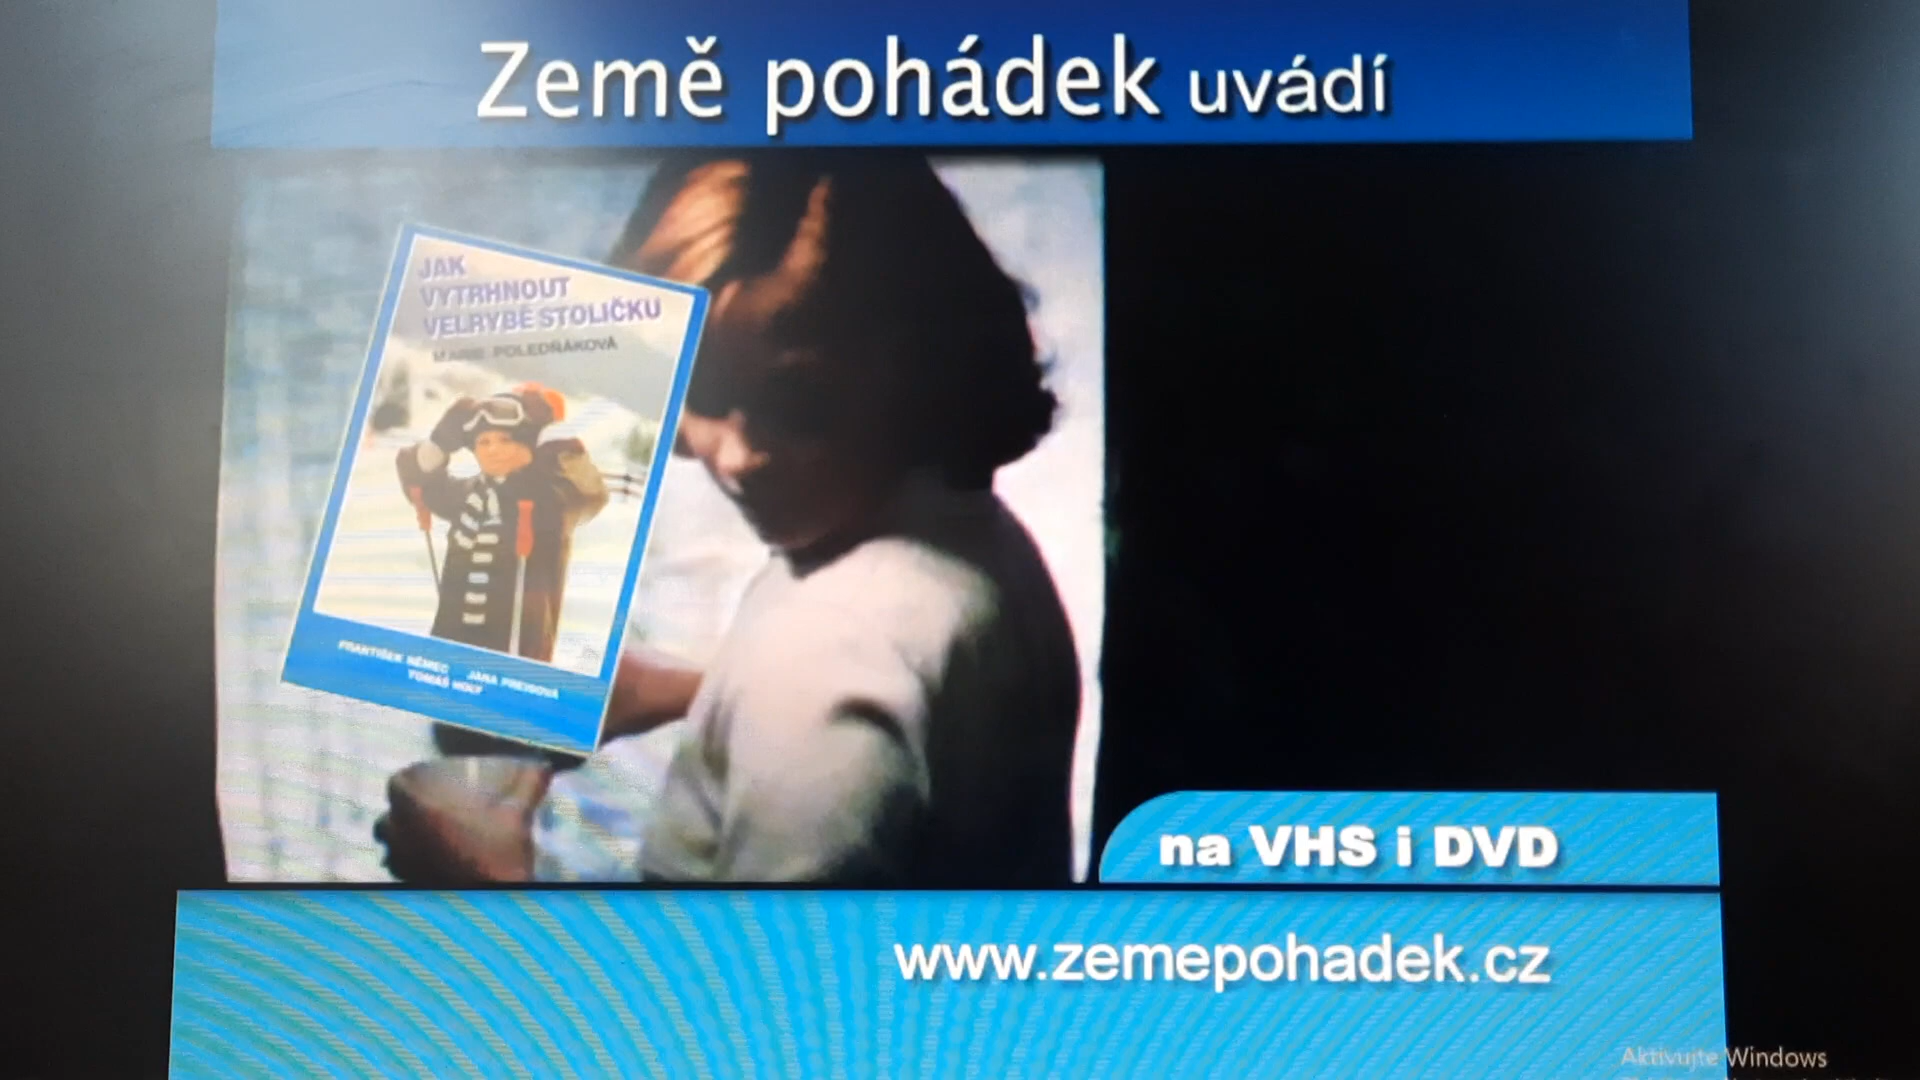 Země pohádek uvádí
JAK
VYTRHNOUT
VELRYBĚ STOLIČKU
MARIE POLEDŇÁKOVÁ
FRANTIŠEK NĚMEC JANA PREISOVÁ
TOMÁŠ HOLÝ
na VHS i DVD
www.zemepohadek.cz
Aktivujte Windows